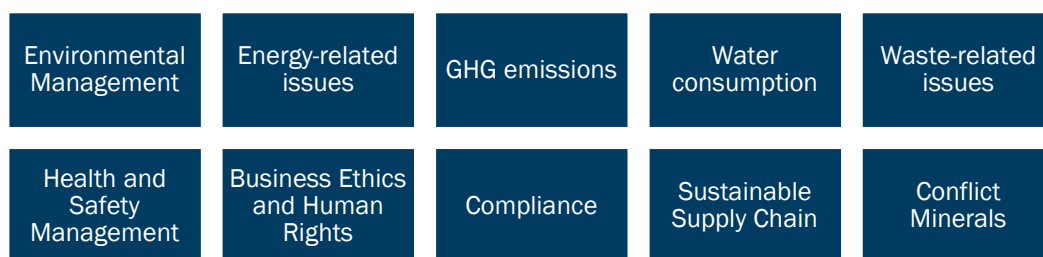 Environmental
Management
Energy-related
issues
GHG emissions
Water
consumption
Waste-related
issues
Health and
Safety
Management
Business Ethics
and Human
Rights
Compliance
Sustainable
Supply Chain
Conflict
Minerals